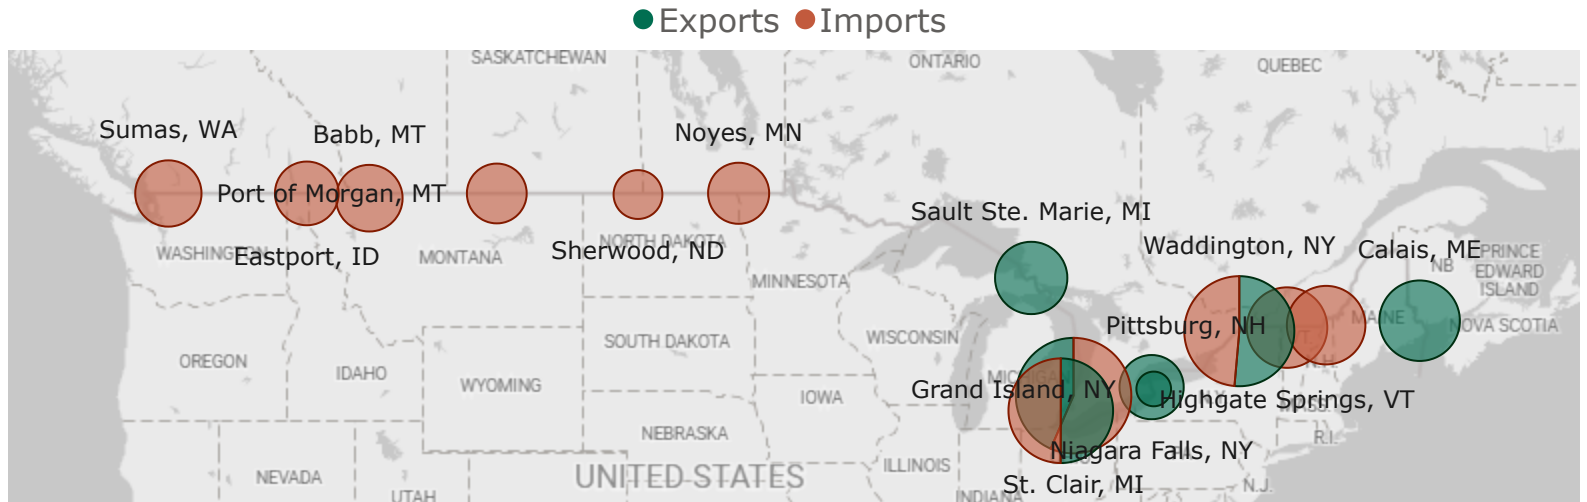 Exports Imports
SASKATCHEWAN
ONTARIO
QUEBEC
Sumas, WA
Babb, MT
Noyes, MN
Port of Morgan, MT
Sault Ste. Marie, MI
WASHINGTON
Eastport, ID
MONTANA
NORTH DAKOTA
Sherwood, ND
Waddington, NY
Calais, ME
NB
PRINCE
EDWARD
ISLAND
MINNESOTA
OREGON
IDAHO
SOUTH DAKOTA
WISCONSIN
Pittsburg, NH
MAINE
NOVA SCOTIA
N.H.
WYOMING
IOWA
MICHIGAN
Grand Island, NY
Highgate Springs, VT
MASS.
NEBRASKA
R.I.
Niagara Falls, NY
NEVADA
UTAH
UNITED STATES
ILLINOIS
INDIANA
St. Clair, MI
N.J.